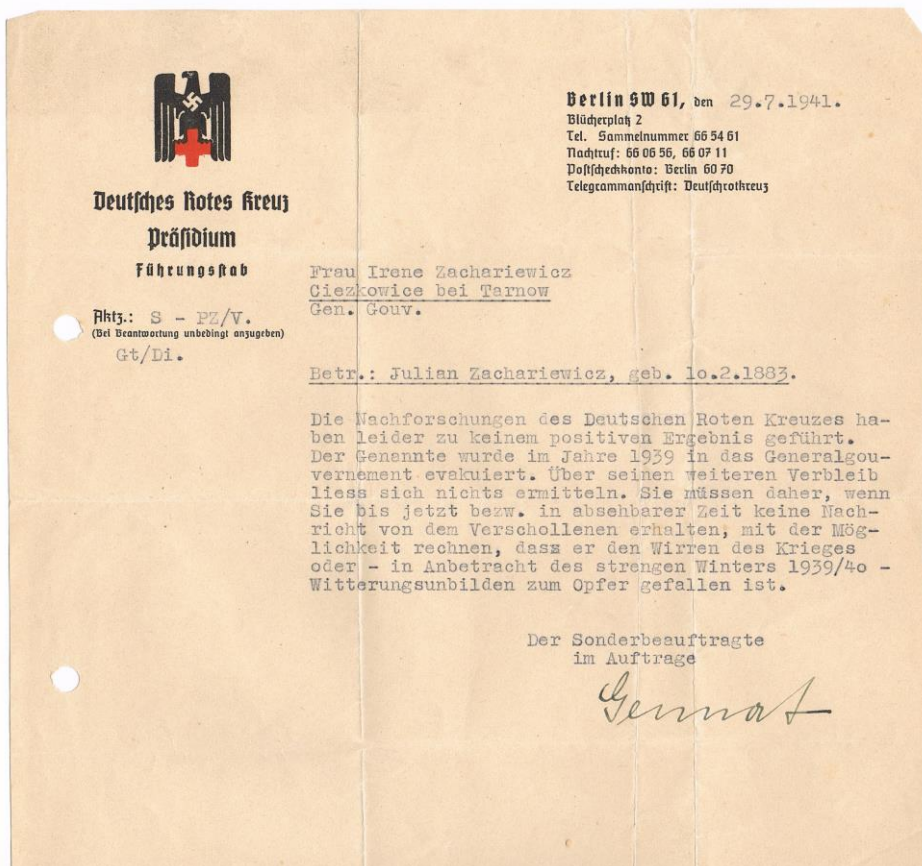 Deutsches Rotes Kreuz
Präsidium
Führungsstab
Aktz.: S - PZ/V.
(Bei Beantwortung unbedingt anzugeben)
Gt/Di.
Berlin SW 61, den 29.7.1941.
Blücherplatz 2
Tel. Sammelnummer 66 54 61
Nachtruf: 66 06 56, 66 07 11
Postscheckkonto: Berlin 60 70
Telegrammanschrift: Deutschrotkreuz
Frau Irene Zachariewicz
Ciezkowice bei Tarnow
Gen. Gouv.
Betr.: Julian Zachariewicz, geb. 1o.2.1883.
Die Nachforschungen des Deutschen Roten Kreuzes ha-
ben leider zu keinem positiven Ergebnis geführt.
Der Genannte wurde im Jahre 1939 in das Generalgou-
vernement evakuiert. Über seinen weiteren Verbleib
liess sich nichts ermitteln. Sie müssen daher, wenn
Sie bis jetzt bezw. in absehbarer Zeit keine Nach-
richt von dem Verschollenen erhalten, mit der Mög-
lichkeit rechnen, dass er den Wirren des Krieges
oder - in Anbetracht des strengen Winters 1939/4o -
Witterungsunbilden zum Opfer gefallen ist.
Der Sonderbeauftragte
im Auftrage
Gennat